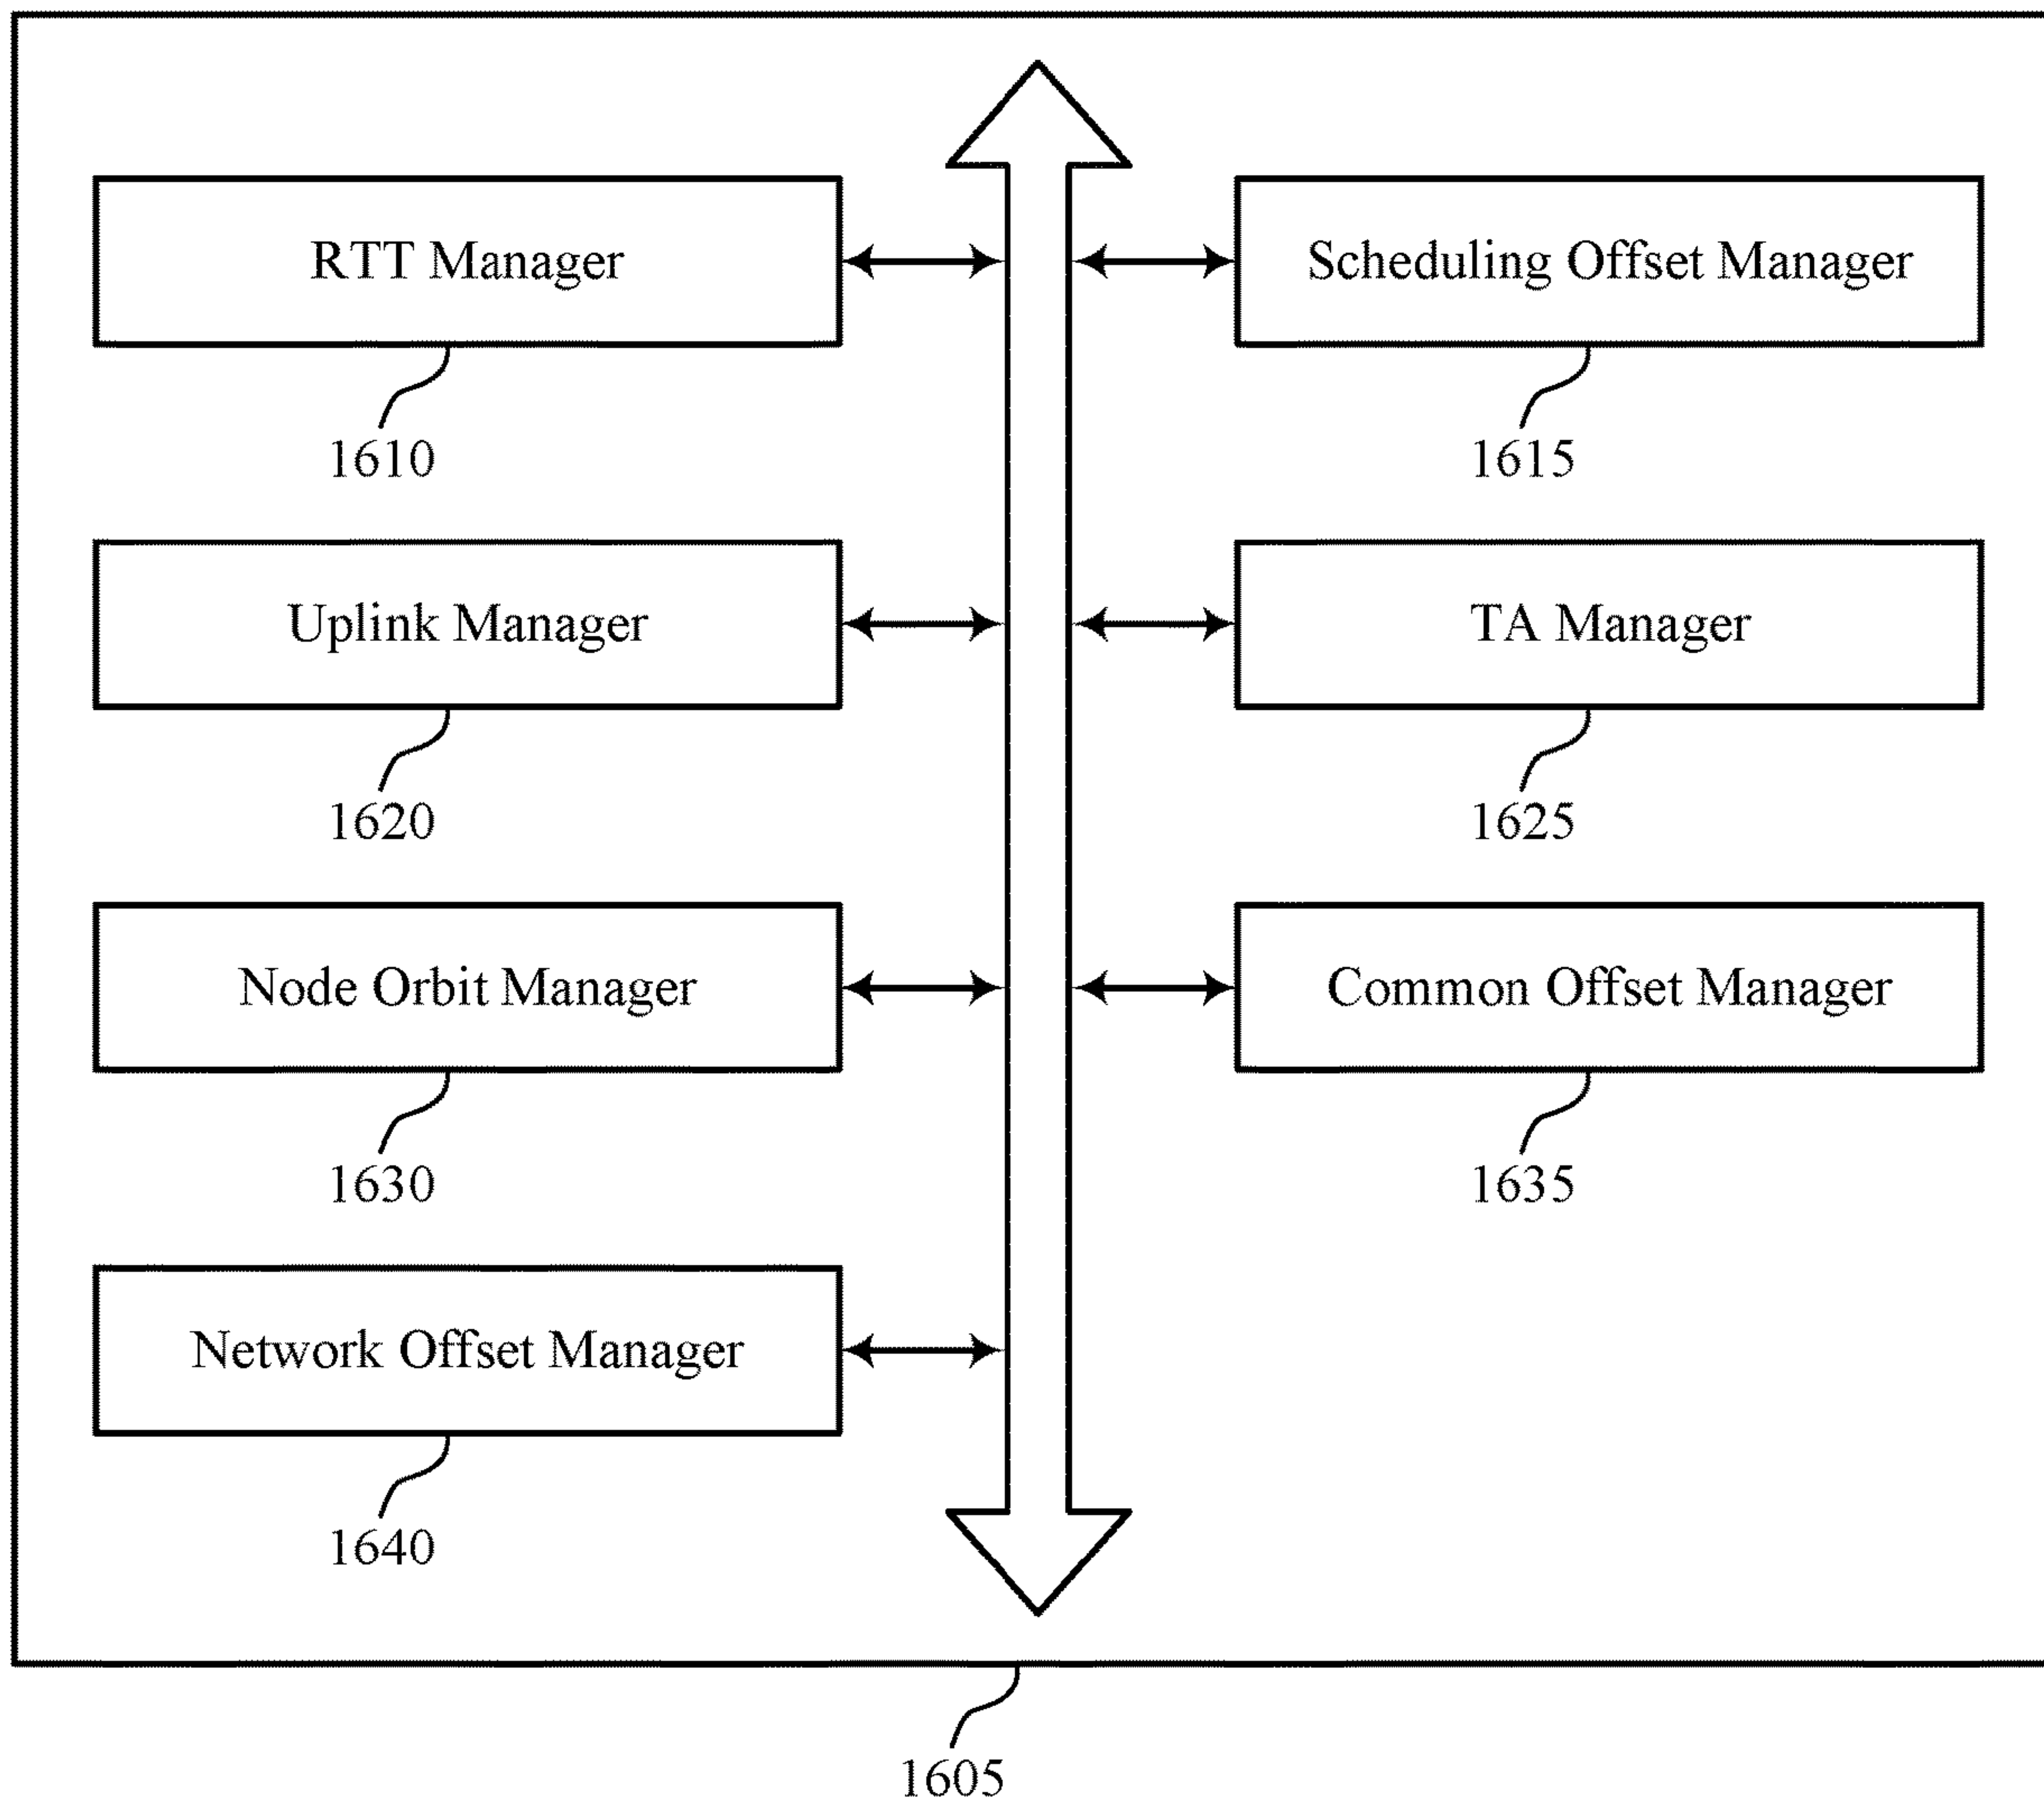 RTT Manager
Scheduling Offset Manager
1610
1615
Uplink Manager
TA Manager
1620
1625
Node Orbit Manager
Common Offset Manager
1630
1635
Network Offset Manager
1640
1605